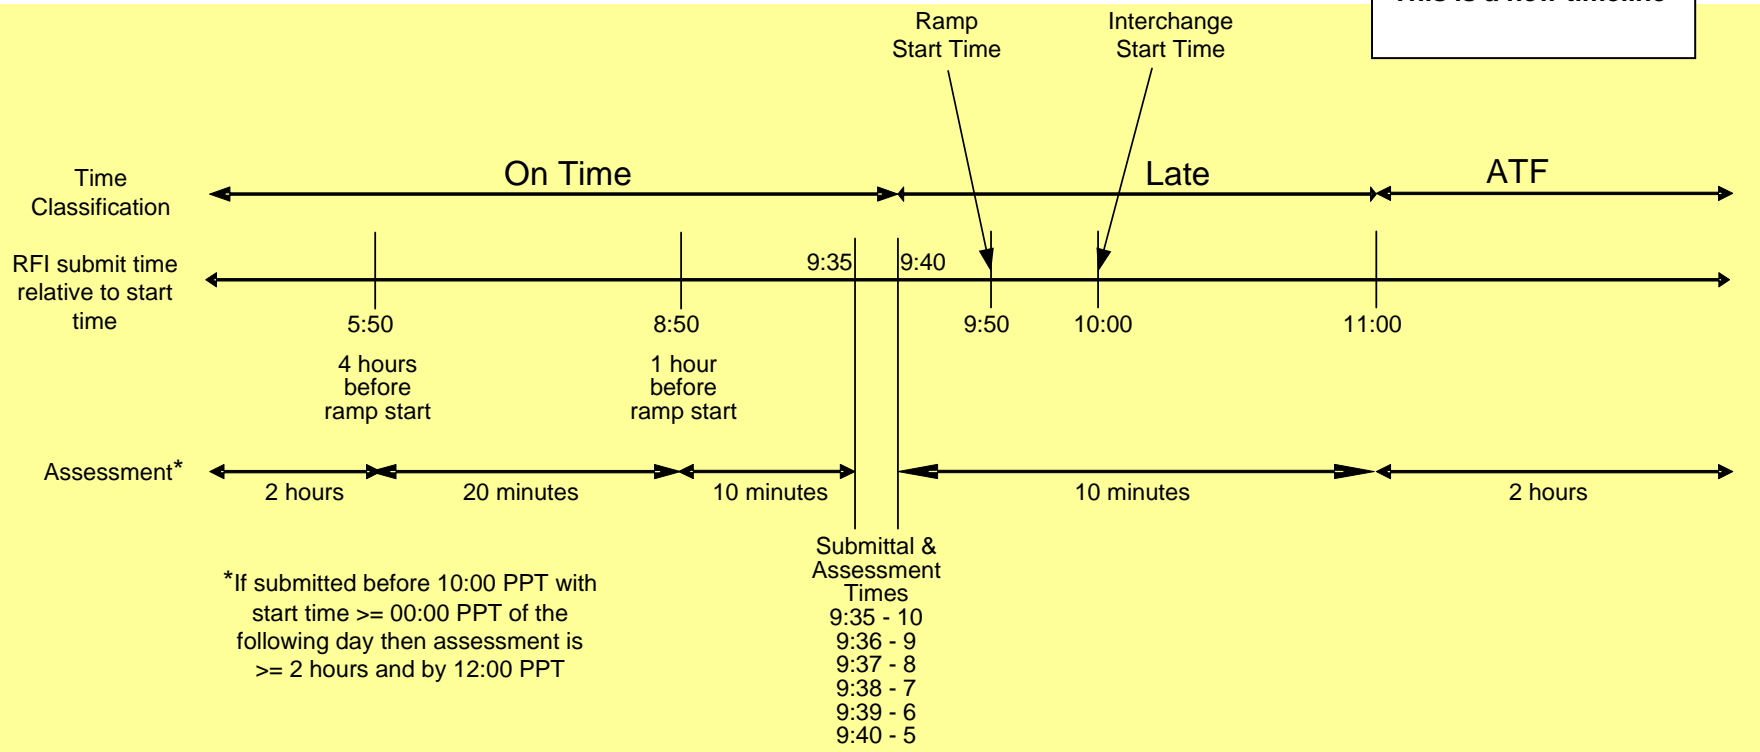 This is a new timeline
Ramp
Start Time
Interchange
Start Time
Time
Classification
On Time
Late
ATF
RFI submit time
relative to start
time
9:35
9:40
5:50
8:50
9:50
10:00
11:00
4 hours
before
ramp start
1 hour
before
ramp start
Assessment*
2 hours
20 minutes
10 minutes
10 minutes
2 hours
*If submitted before 10:00 PPT with
start time >= 00:00 PPT of the
following day then assessment is
>= 2 hours and by 12:00 PPT
Submittal &
Assessment
Times
9:35 - 10
9:36 - 9
9:37 - 8
9:38 - 7
9:39 - 6
9:40 - 5